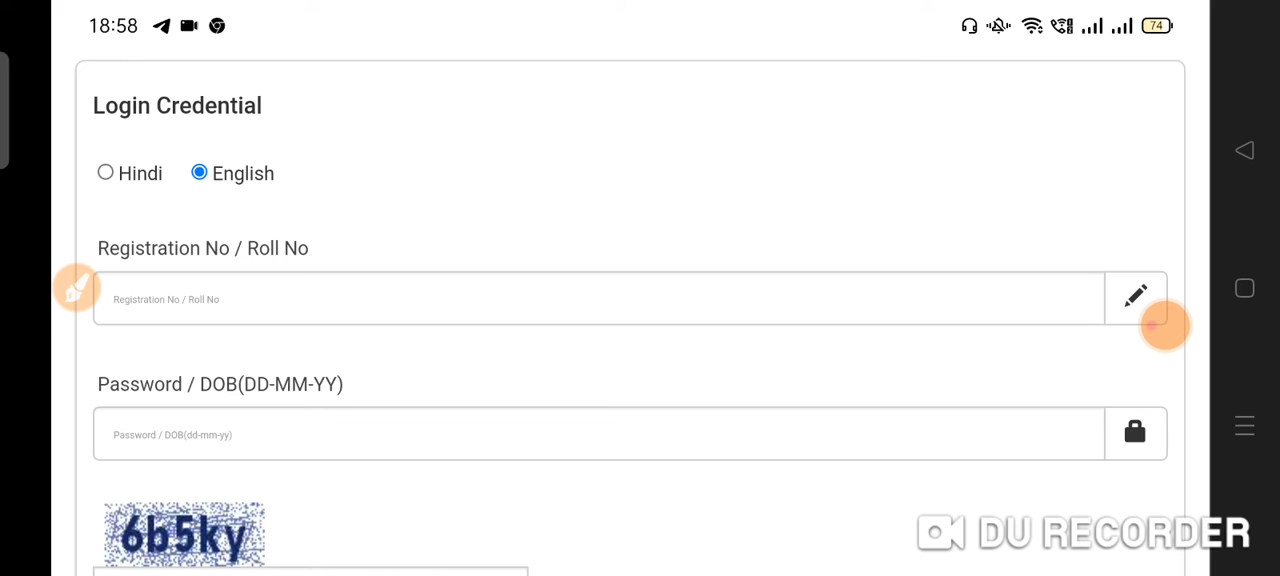 18:58 74
Login Credential
Hindi English
Registration No / Roll No
Registration No / Roll No
Password / DOB(DD-MM-YY)
Password / DOB(dd-mm-yy)
6b5ky
DU RECORDER